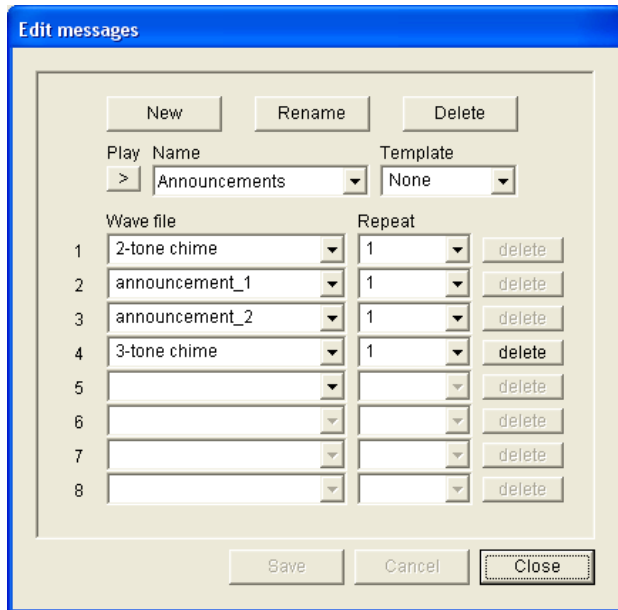 Edit messages
New Rename Delete
Play Name Template
> Announcements None
Wave file Repeat
1 2-tone chime 1 delete
2 announcement_1 1 delete
3 announcement_2 1 delete
4 3-tone chime 1 delete
5 delete
6 delete
7 delete
8 delete
Save Cancel Close